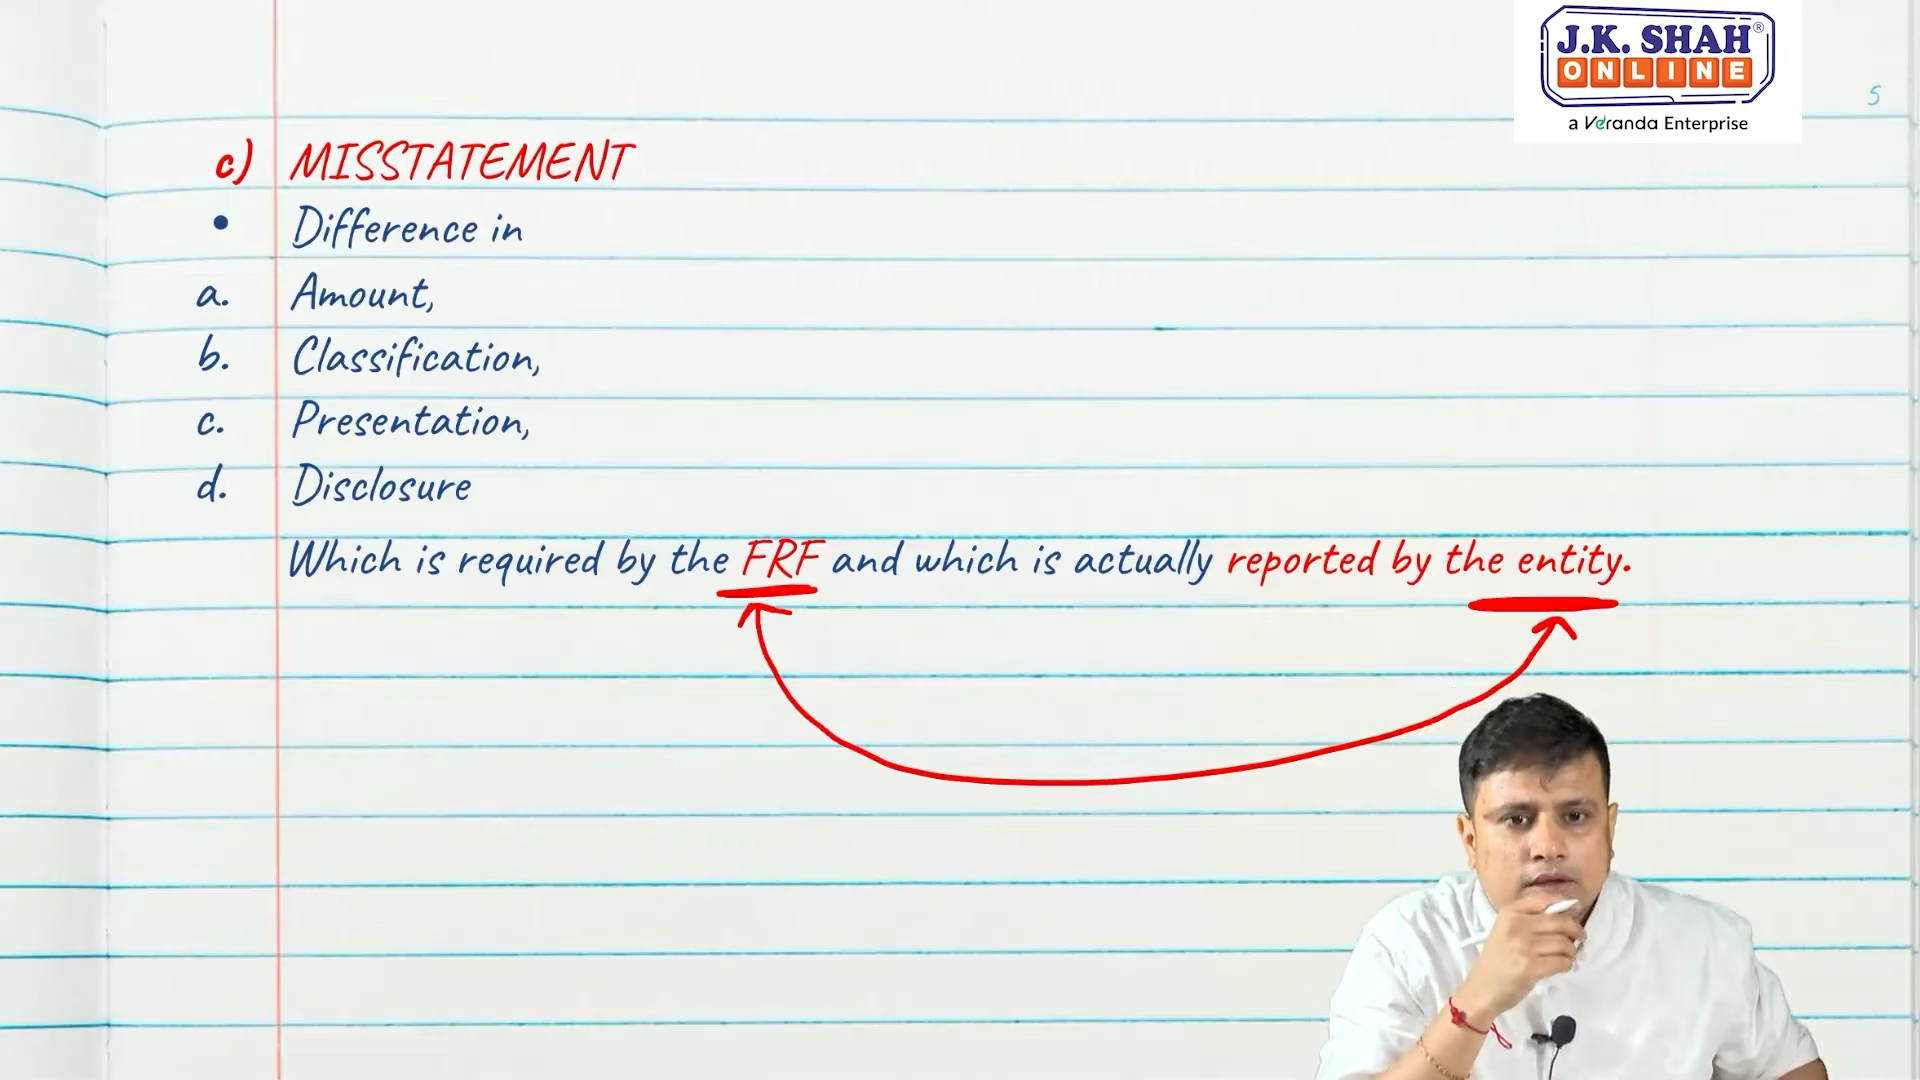 J.K. SHAH®
ONLINE
a Veranda Enterprise
5
c) MISSTATEMENT
• Difference in
a. Amount,
b. Classification,
c. Presentation,
d. Disclosure
Which is required by the FRF and which is actually reported by the entity.